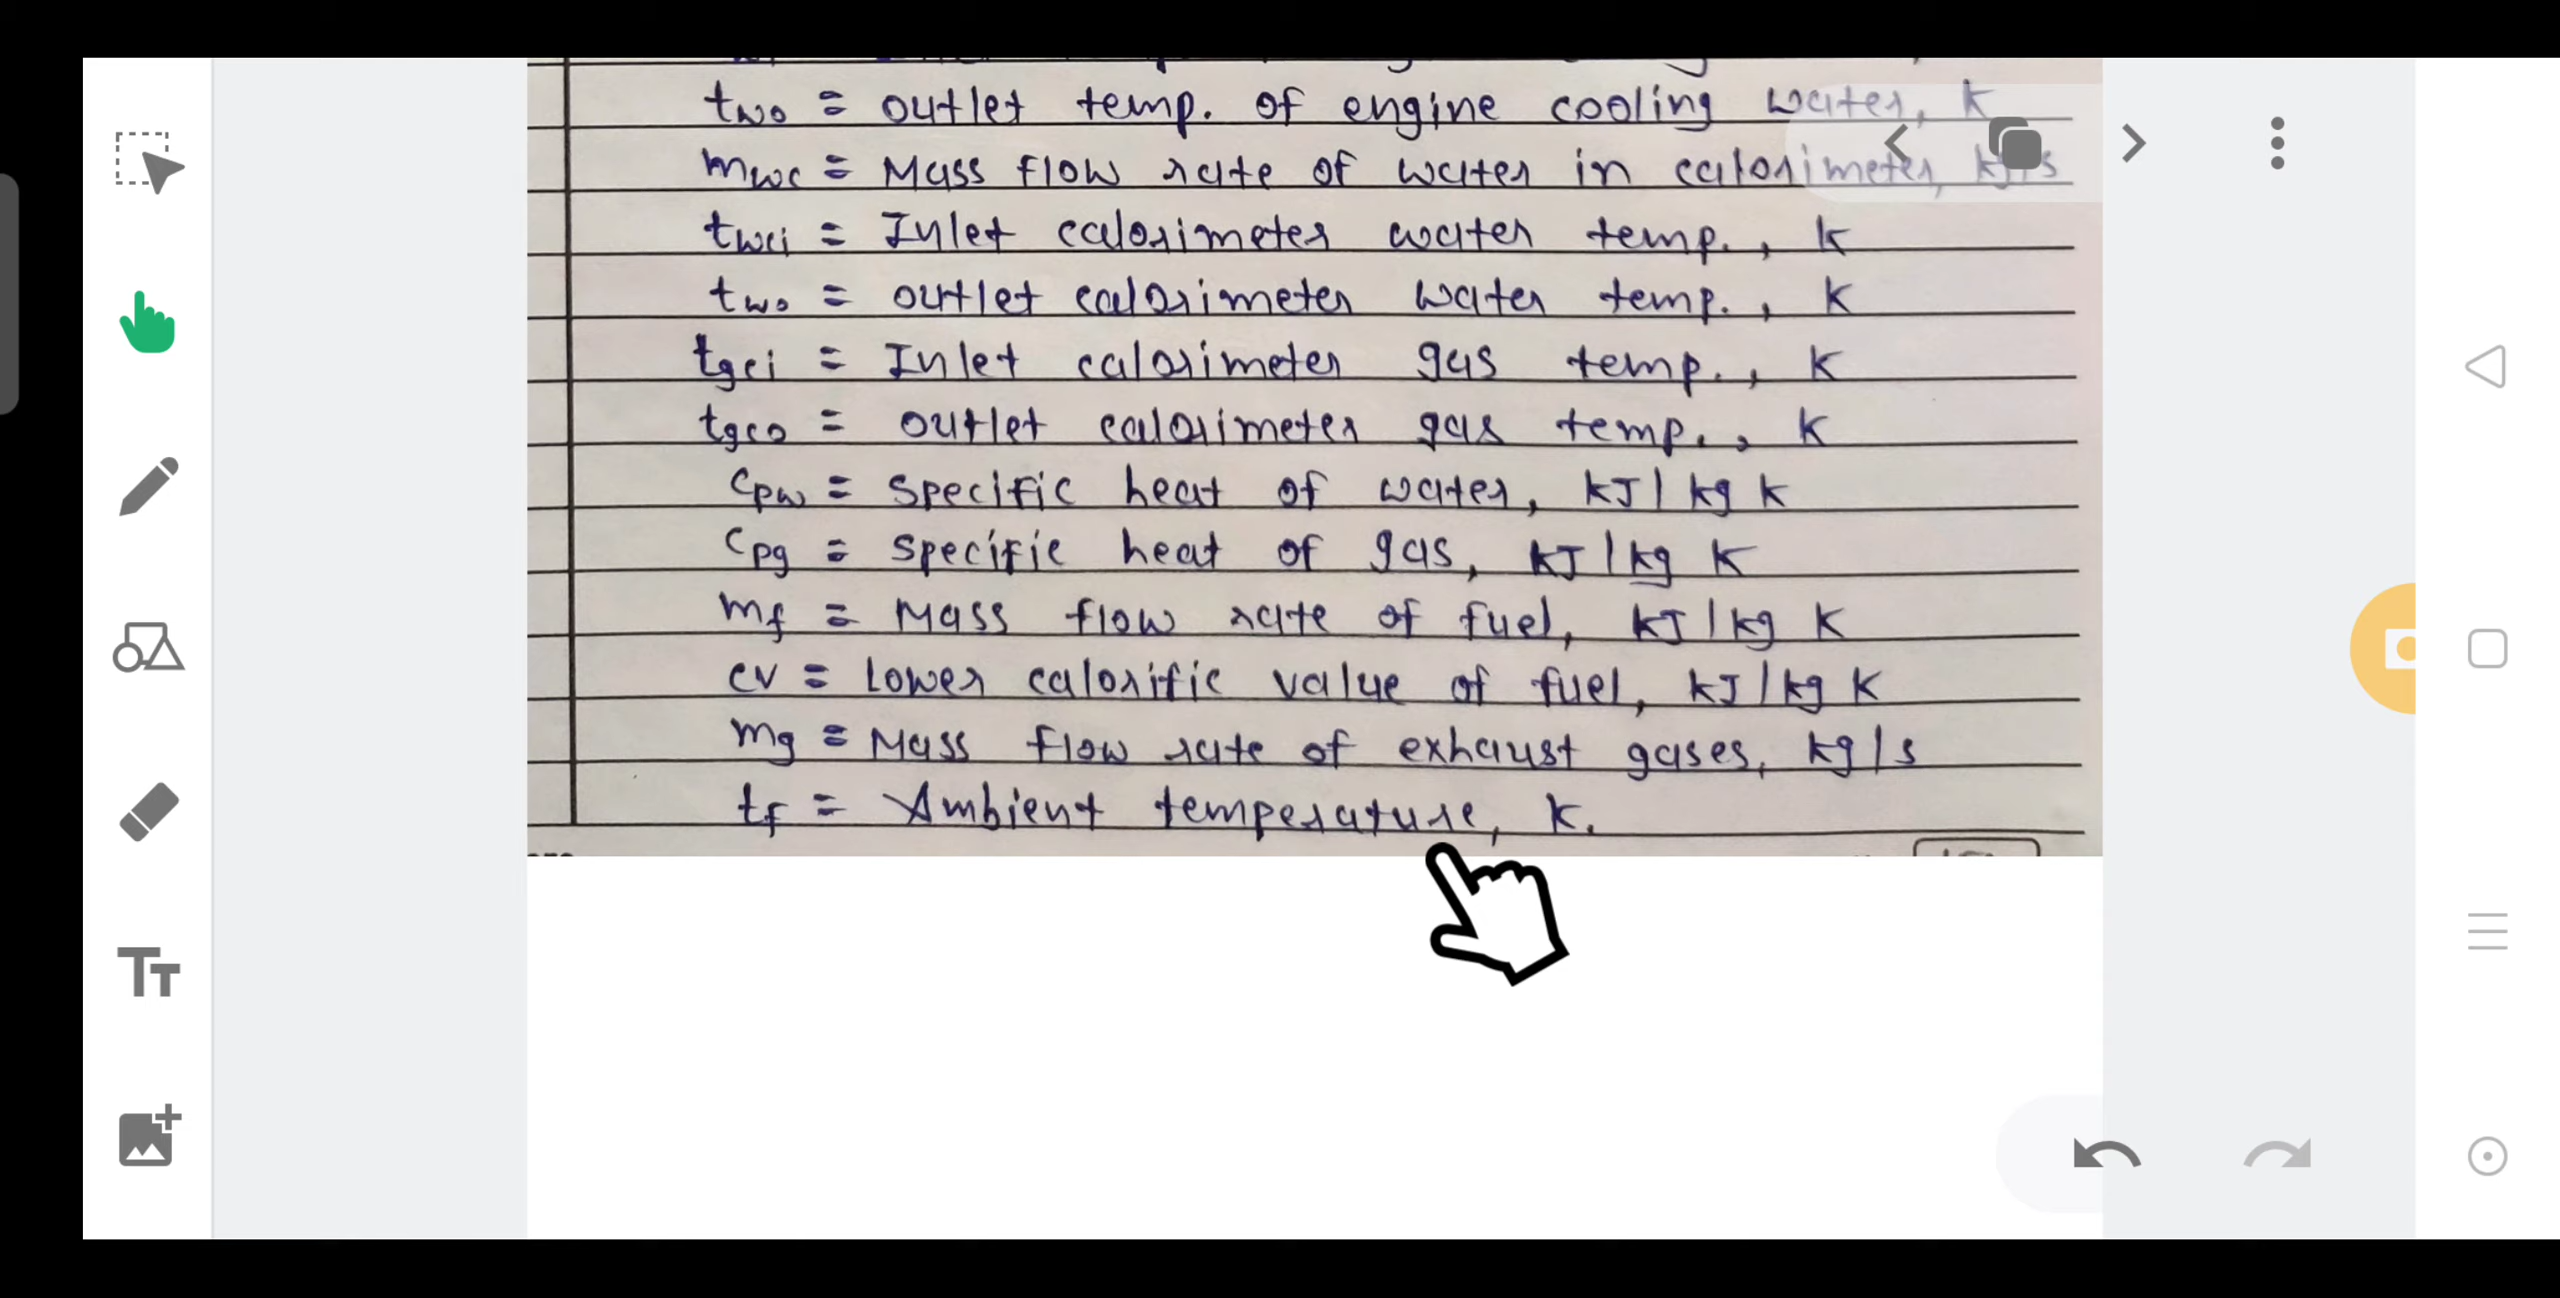 two = outlet temp. of engine cooling water, K
mwc = Mass flow rate of water in calorimeter, kg/s
twci = Inlet calorimeter water temp., K
two = outlet calorimeter water temp., K
tgci = Inlet calorimeter gas temp., K
tgco = outlet calorimeter gas temp., K
Cpw = specific heat of water, kJ/kg K
Cpg = specific heat of gas, kJ/kg K
mf = Mass flow rate of fuel, kJ/kg K
CV = Lower calorific value of fuel, kJ/kg K
mg = Mass flow rate of exhaust gases, kg/s
tf = Ambient temperature, K.
TT